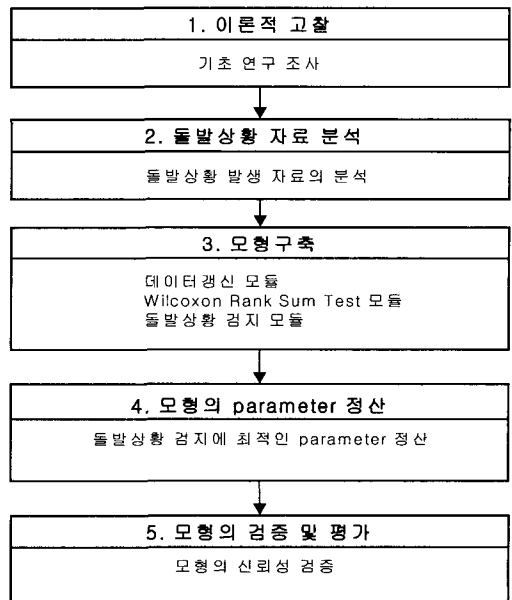 1. 이론적 고찰
기초 연구 조사
2. 돌발상황 자료 분석
돌발상황 발생 자료의 분석
3. 모형구축
데이터갱신 모듈
Wilcoxon Rank Sum Test 모듈
돌발상황 검지 모듈
4. 모형의 parameter 정산
돌발상황 검지에 최적인 parameter 정산
5. 모형의 검증 및 평가
모형의 신뢰성 검증